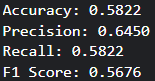 Accuracy: 0.5822
Precision: 0.6450
Recall: 0.5822
F1 Score: 0.5676